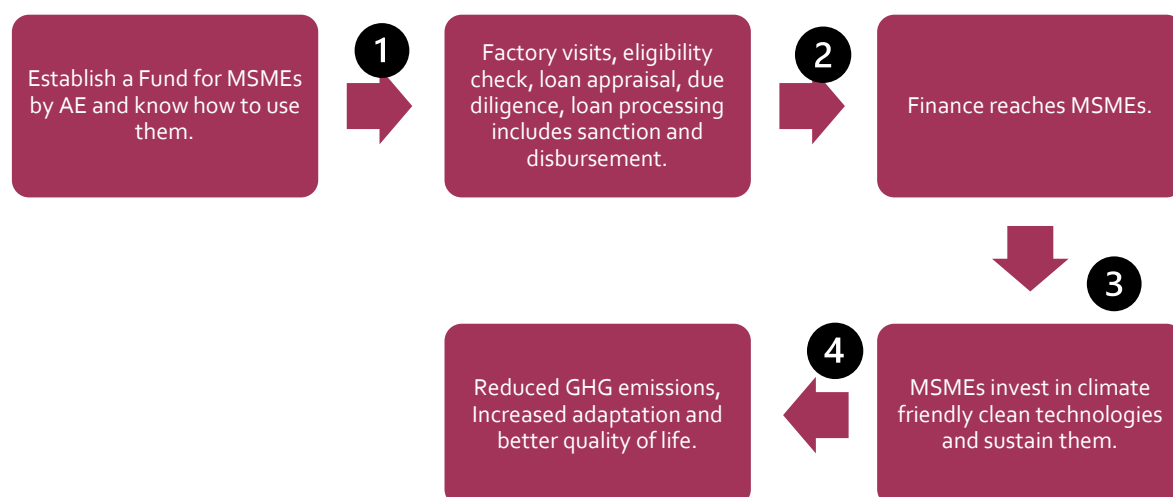 Establish a Fund for MSMEs
by AE and know how to use
them.
1
Factory visits, eligibility
check, loan appraisal, due
diligence, loan processing
includes sanction and
disbursement.
2
Finance reaches MSMEs.
3
MSMEs invest in climate
friendly clean technologies
and sustain them.
4
Reduced GHG emissions,
Increased adaptation and
better quality of life.